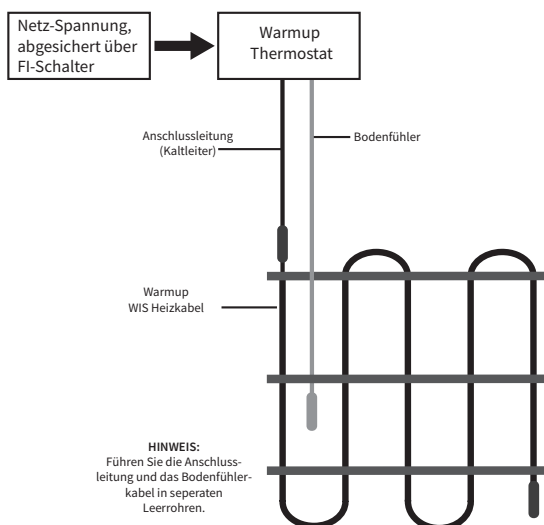 Netz-Spannung,
abgesichert über
FI-Schalter
Warmup
Thermostat
Anschlussleitung
(Kaltleiter)
Bodenfühler
Warmup
WIS Heizkabel
HINWEIS:
Führen Sie die Anschluss-
leitung und das Bodenfühler-
kabel in seperaten
Leerrohren.